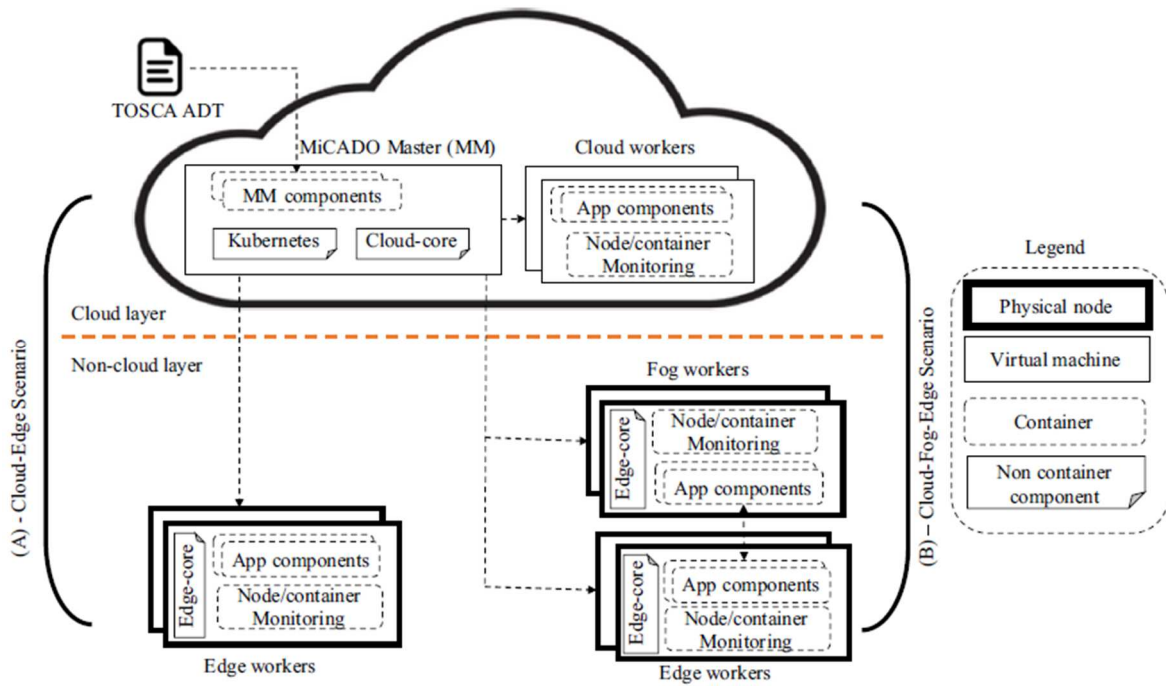 TOSCA ADT
MiCADO Master (MM)
MM components
Kubernetes
Cloud-core
Cloud workers
App components
Node/container
Monitoring
Cloud layer
Non-cloud layer
(A) - Cloud-Edge Scenario
Edge-core
App components
Node/container
Monitoring
Edge workers
Fog workers
Edge-core
Node/container
Monitoring
App components
Edge-core
App components
Node/container
Monitoring
Edge workers
(B) – Cloud-Fog-Edge Scenario
Legend
Physical node
Virtual machine
Container
Non container
component